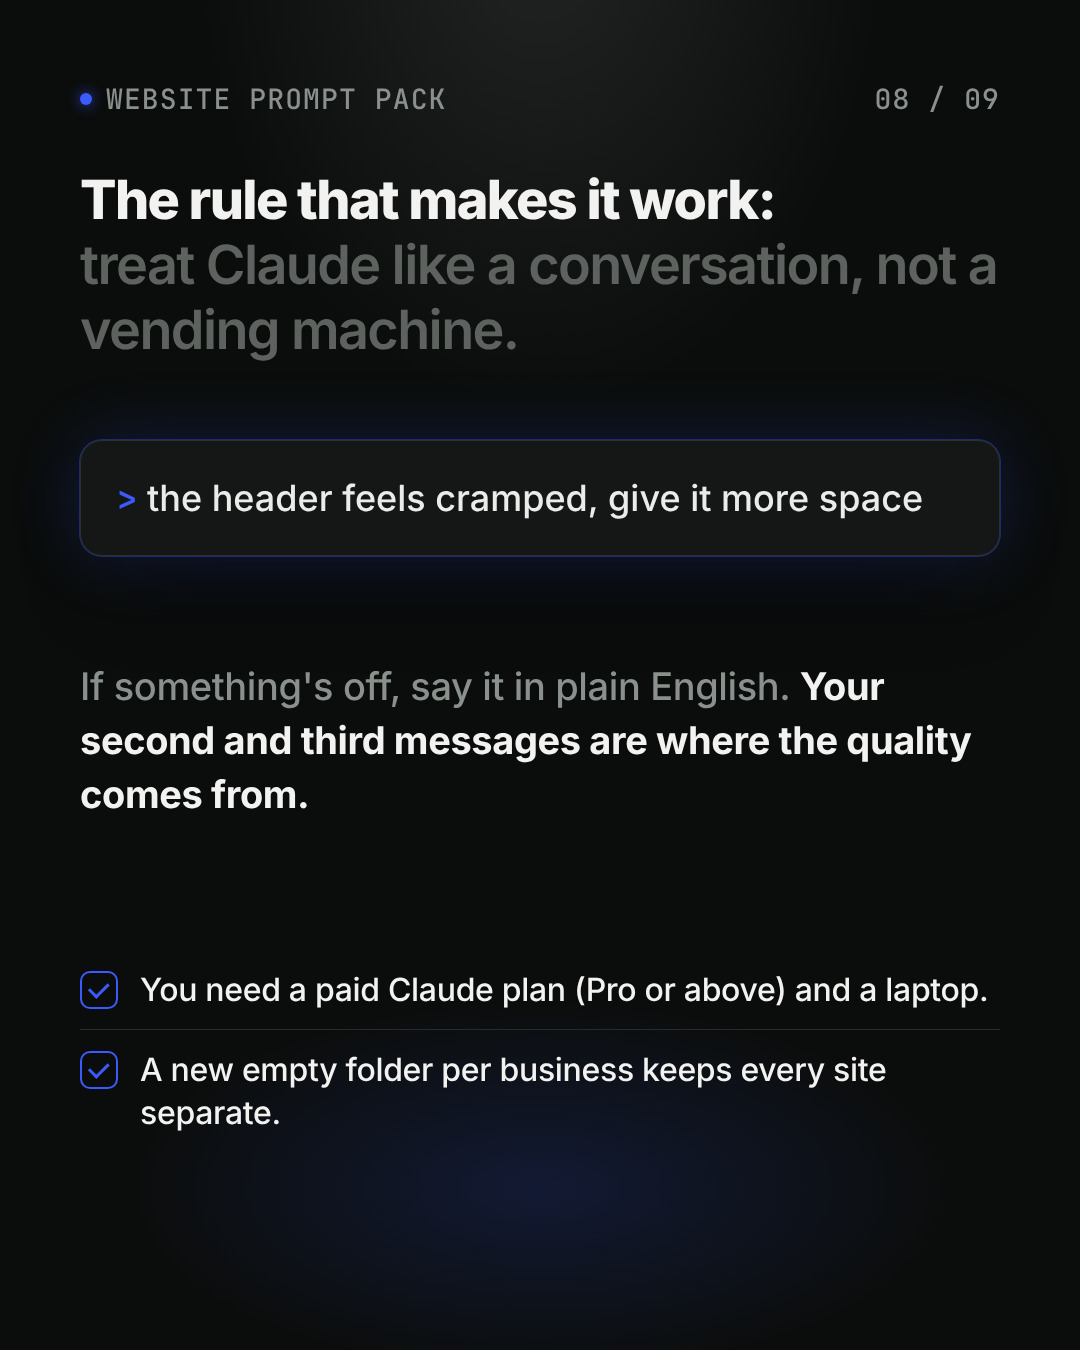 WEBSITE PROMPT PACK
08 / 09
The rule that makes it work:
treat Claude like a conversation, not a
vending machine.
> the header feels cramped, give it more space
If something's off, say it in plain English. Your
second and third messages are where the quality
comes from.
You need a paid Claude plan (Pro or above) and a laptop.
A new empty folder per business keeps every site
separate.